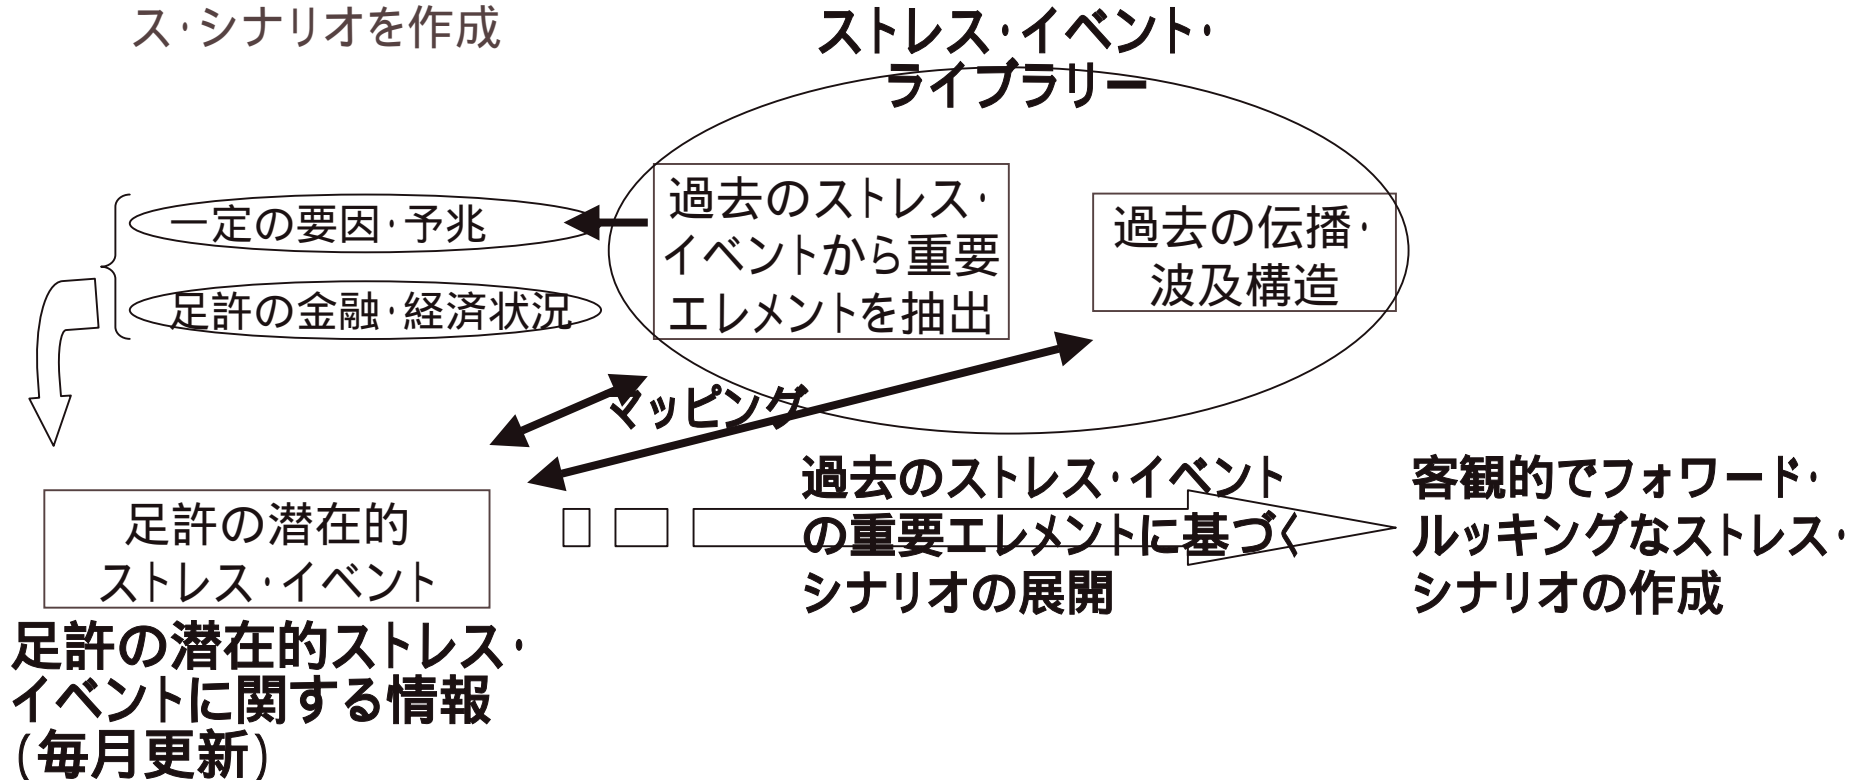 ス・シナリオを作成
ストレス・イベント・
ライブラリー
一定の要因・予兆
足許の金融・経済状況
過去のストレス・
イベントから重要
エレメントを抽出
過去の伝播・
波及構造
マッピング
足許の潜在的
ストレス・イベント
過去のストレス・イベント
の重要エレメントに基づく
シナリオの展開
客観的でフォワード・
ルッキングなストレス・
シナリオの作成
足許の潜在的ストレス・
イベントに関する情報
(毎月更新)